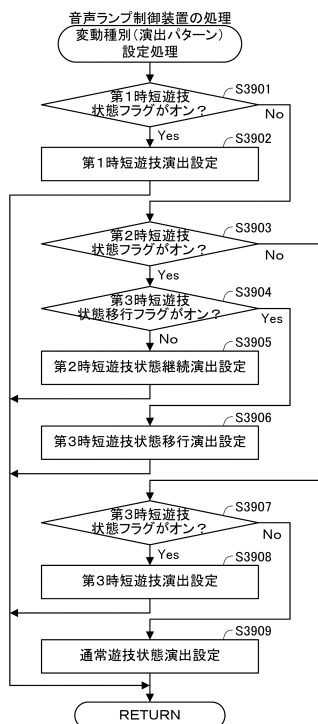 音声ランプ制御装置の処理
変動種別(演出パターン)
設定処理
S3901
第1時短遊技
状態フラグがオン?
No
Yes
S3902
第1時短遊技演出設定
S3903
第2時短遊技
状態フラグがオン?
No
Yes
S3904
第3時短遊技
状態移行フラグがオン?
Yes
No
S3905
第2時短遊技状態継続演出設定
S3906
第3時短遊技状態移行演出設定
S3907
第3時短遊技
状態フラグがオン?
No
Yes
S3908
第3時短遊技演出設定
S3909
通常遊技状態演出設定
RETURN